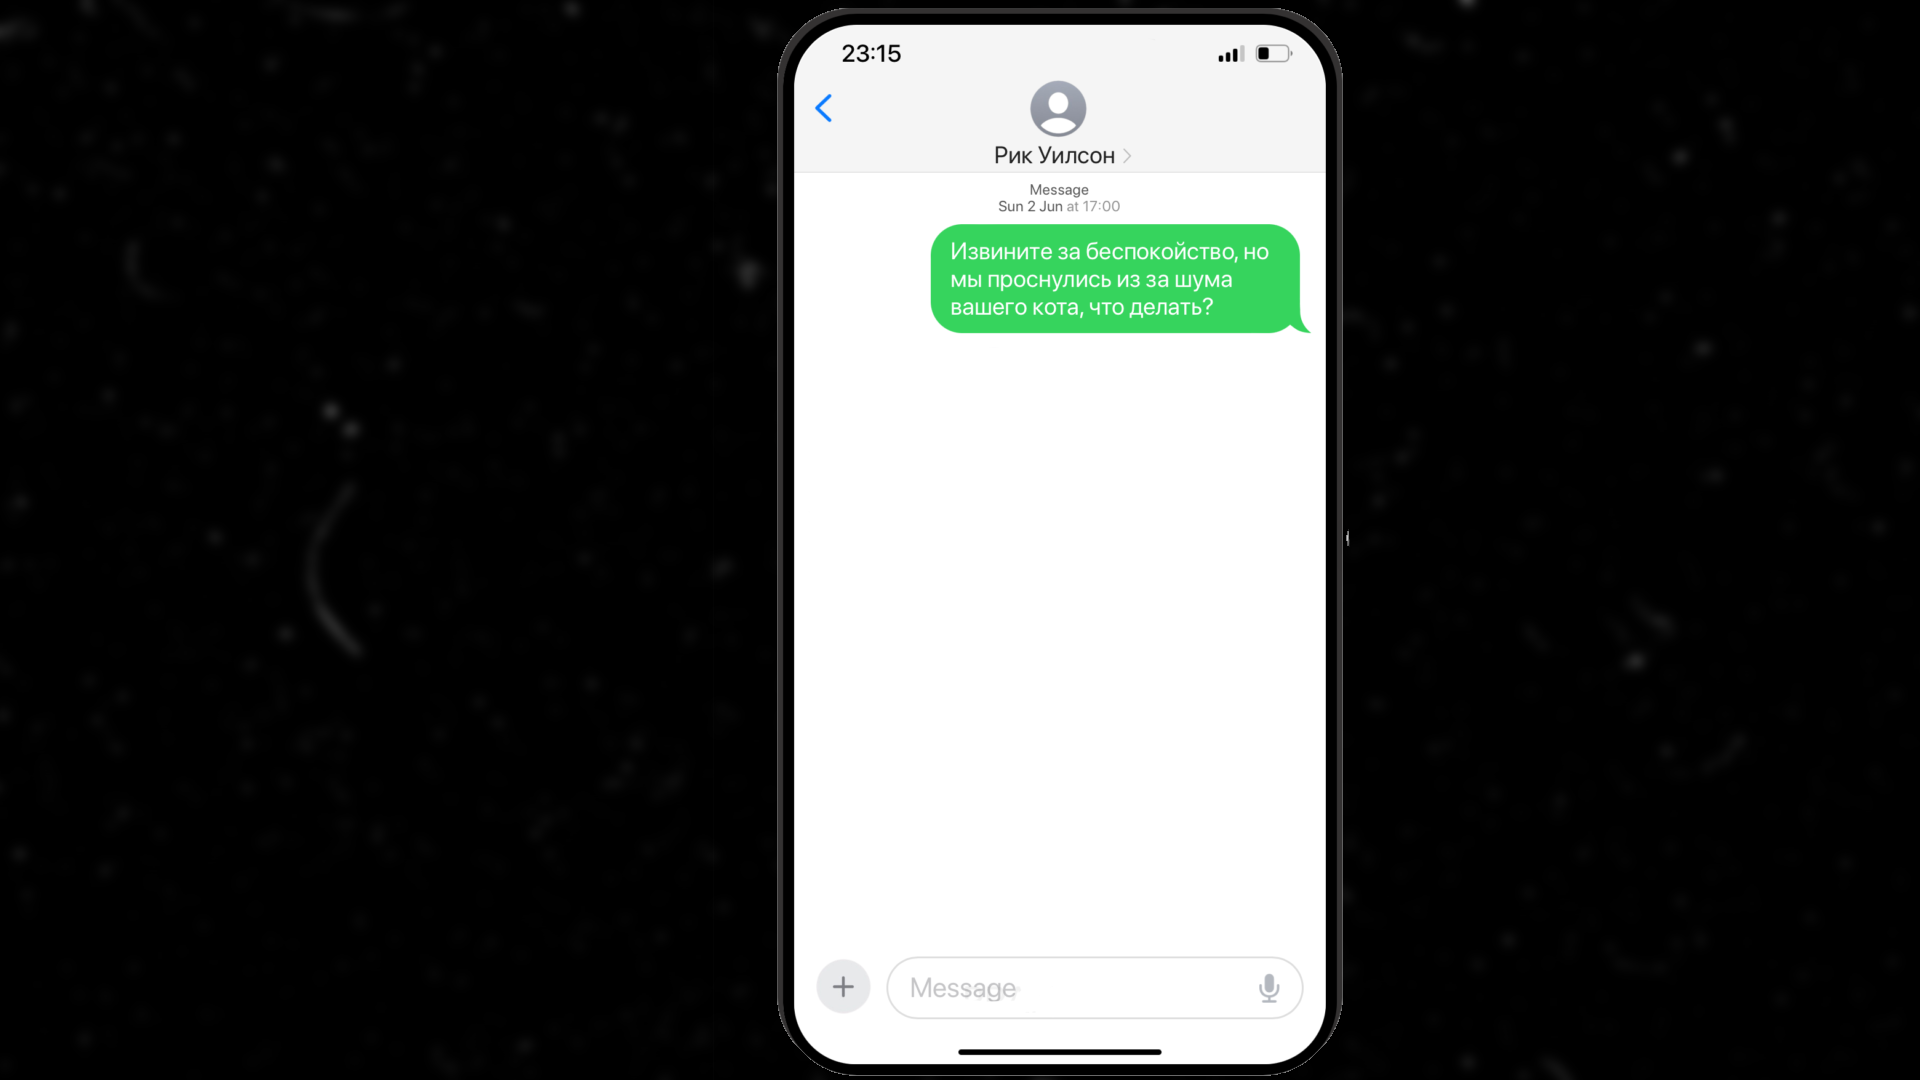 23:15
Рик Уилсон
Message
Sun 2 Jun at 17:00
Извините за беспокойство, но
мы проснулись из за шума
вашего кота, что делать?
Message